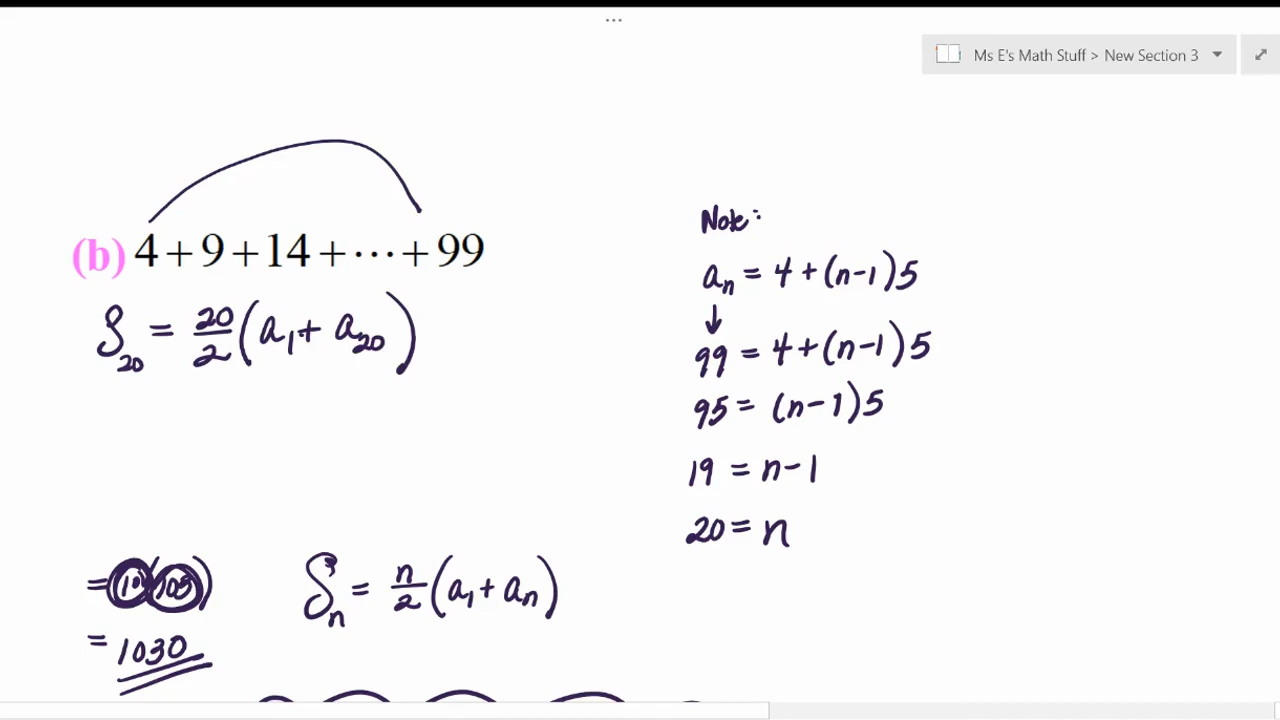 ...
Ms E's Math Stuff > New Section 3
(b) 4+9+14+⋯+99
S₂₀ = 20/2 (a₁ + a₂₀)
= 1030
Sₙ = n/2 (a₁ + aₙ)
Note:
aₙ = 4 + (n-1)5
↓
99 = 4 + (n-1)5
95 = (n-1)5
19 = n-1
20 = n